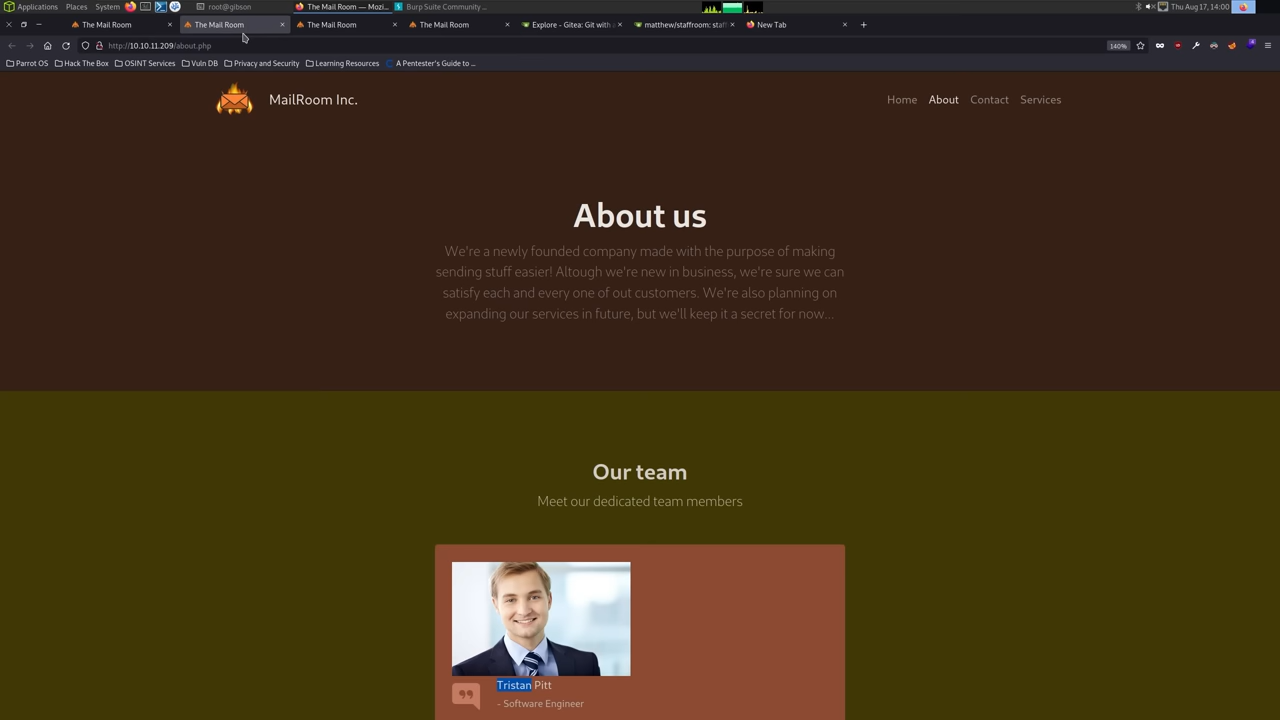 Applications Places System root@gibson The Mail Room — Mozi... Burp Suite Community ... Thu Aug 17, 14:00
The Mail Room The Mail Room The Mail Room The Mail Room Explore - Gitea: Git with a matthew/staffroom: staf New Tab
http://10.10.11.209/about.php 140%
Parrot OS Hack The Box OSINT Services Vuln DB Privacy and Security Learning Resources A Pentester's Guide to ...
MailRoom Inc. Home About Contact Services
About us
We're a newly founded company made with the purpose of making
sending stuff easier! Altough we're new in business, we're sure we can
satisfy each and every one of out customers. We're also planning on
expanding our services in future, but we'll keep it a secret for now...
Our team
Meet our dedicated team members
Tristan Pitt
- Software Engineer